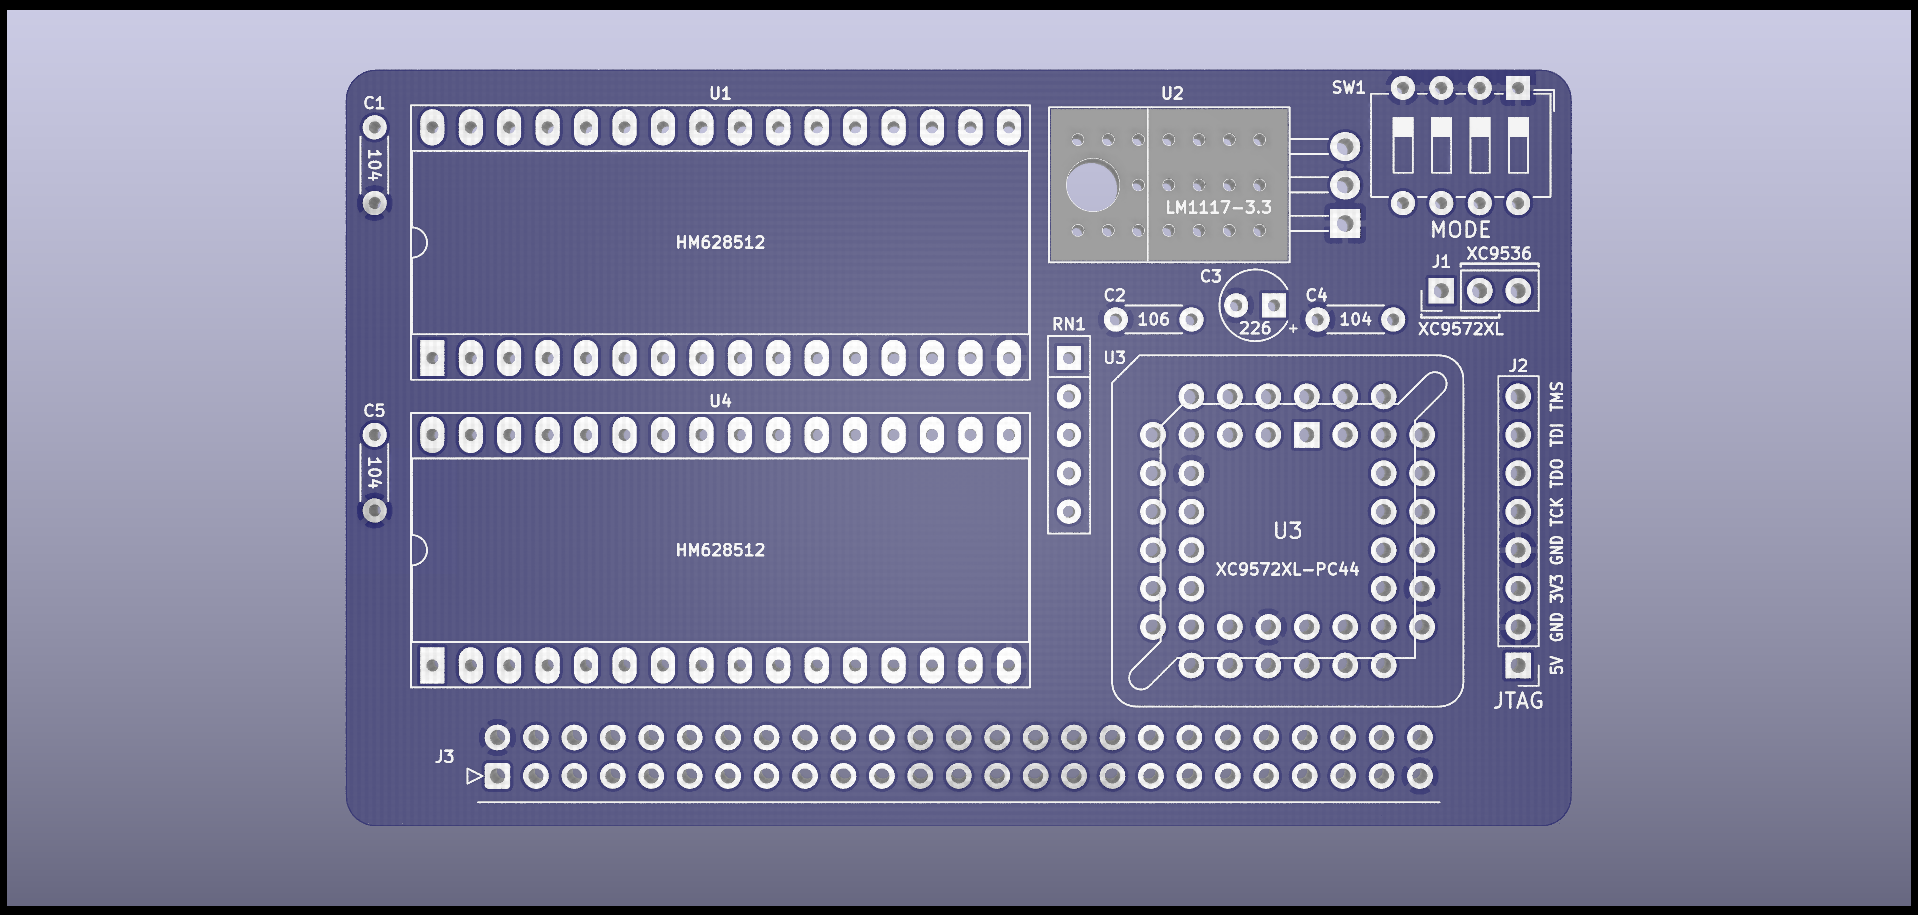 C1
104
U1
HM628512
U2
LM1117-3.3
SW1
MODE
J1
XC9536
XC9572XL
C2
106
C3
226
+
C4
104
RN1
U3
U3
XC9572XL-PC44
J2
TMS
TDI
TDO
TCK
GND
3V3
GND
5V
JTAG
C5
104
U4
HM628512
J3